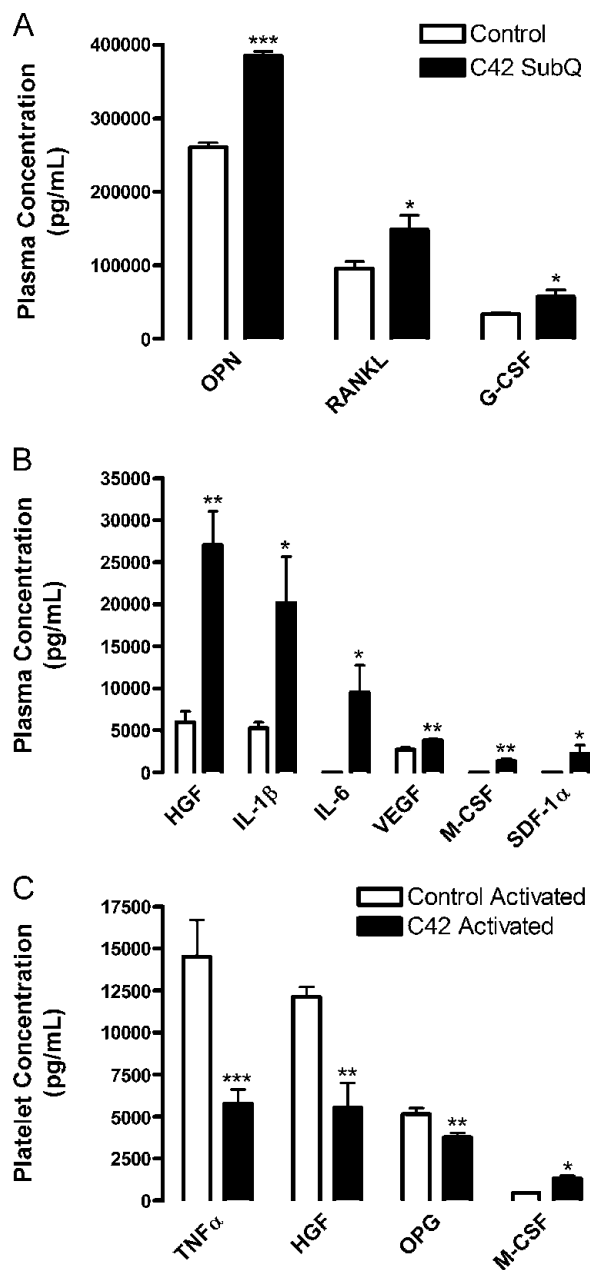 A
Control
C42 SubQ
Plasma Concentration
(pg/mL)
400000
300000
200000
100000
0
***
*
*
OPN
RANKL
G-CSF
B
Plasma Concentration
(pg/mL)
35000
30000
25000
20000
15000
10000
5000
0
**
*
*
**
**
*
HGF
IL-1β
IL-6
VEGF
M-CSF
SDF-1α
C
Control Activated
C42 Activated
Platelet Concentration
(pg/mL)
17500
15000
12500
10000
7500
5000
2500
0
***
**
**
*
TNFα
HGF
OPG
M-CSF